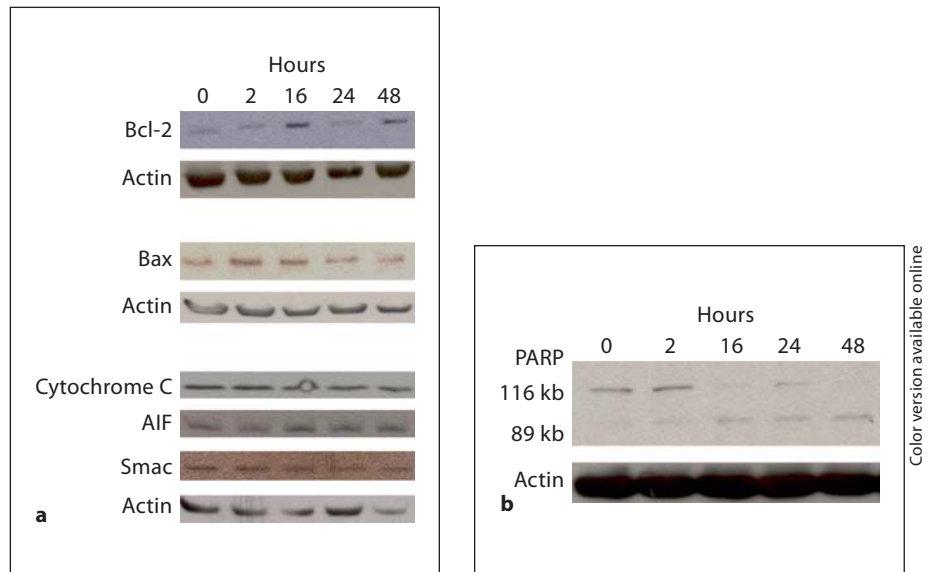 Hours
0 2 16 24 48
Bcl-2
Actin
Bax
Actin
Cytochrome C
AIF
Smac
Actin
a
Hours
PARP 0 2 16 24 48
116 kb
89 kb
Actin
b
Color version available online